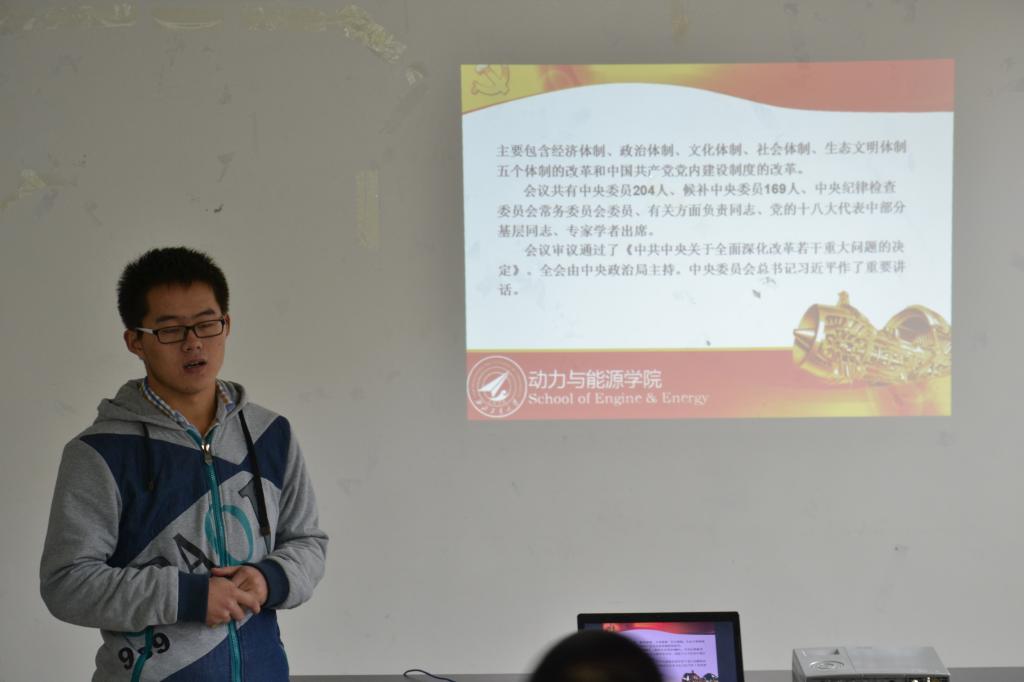 主要包含经济体制、政治体制、文化体制、社会体制、生态文明体制
五个体制的改革和中国共产党党内建设制度的改革。
会议共有中央委员204人、候补中央委员169人、中央纪律检查
委员会常务委员会委员、有关方面负责同志、党的十八大代表中部分
基层同志、专家学者出席。
会议审议通过了《中共中央关于全面深化改革若干重大问题的决
定》。全会由中央政治局主持。中央委员会总书记习近平作了重要讲
话。
动力与能源学院
School of Engine & Energy